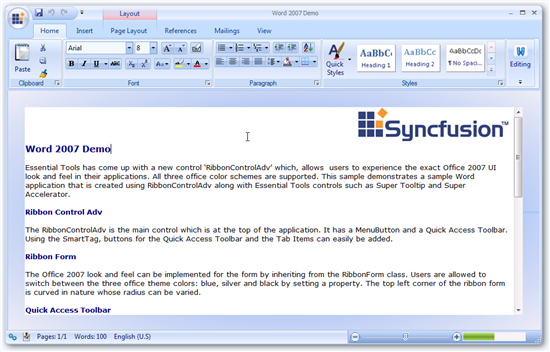 Layout
Word 2007 Demo
Home Insert Page Layout References Mailings
Paste
Arial 8
Quick Styles
AaBbCc AaBbCc AaBbCcDc
Heading 1 Heading 2 ¶ No Spaci...
Editing
Clipboard Font Paragraph Styles
Syncfusion™
Word 2007 Demo
Essential Tools has come up with a new control 'RibbonControlAdv' which, allows users to experience the exact Office 2007 UI
look and feel in their applications. All three office color schemes are supported. This sample demonstrates a sample Word
application that is created using RibbonControlAdv along with Essential Tools controls such as Super Tooltip and Super
Accelerator.
Ribbon Control Adv
The RibbonControlAdv is the main control which is at the top of the application. It has a MenuButton and a Quick Access Toolbar.
Using the SmartTag, buttons for the Quick Access Toolbar and the Tab Items can easily be added.
Ribbon Form
The Office 2007 look and feel can be implemented for the form by inheriting from the RibbonForm class. Users are allowed to
switch between the three office theme colors: blue, silver and black by setting a property. The top left corner of the ribbon form
is curved in nature whose radius can be varied.
Quick Access Toolbar
Pages: 1/1 Words: 100 English (U.S)